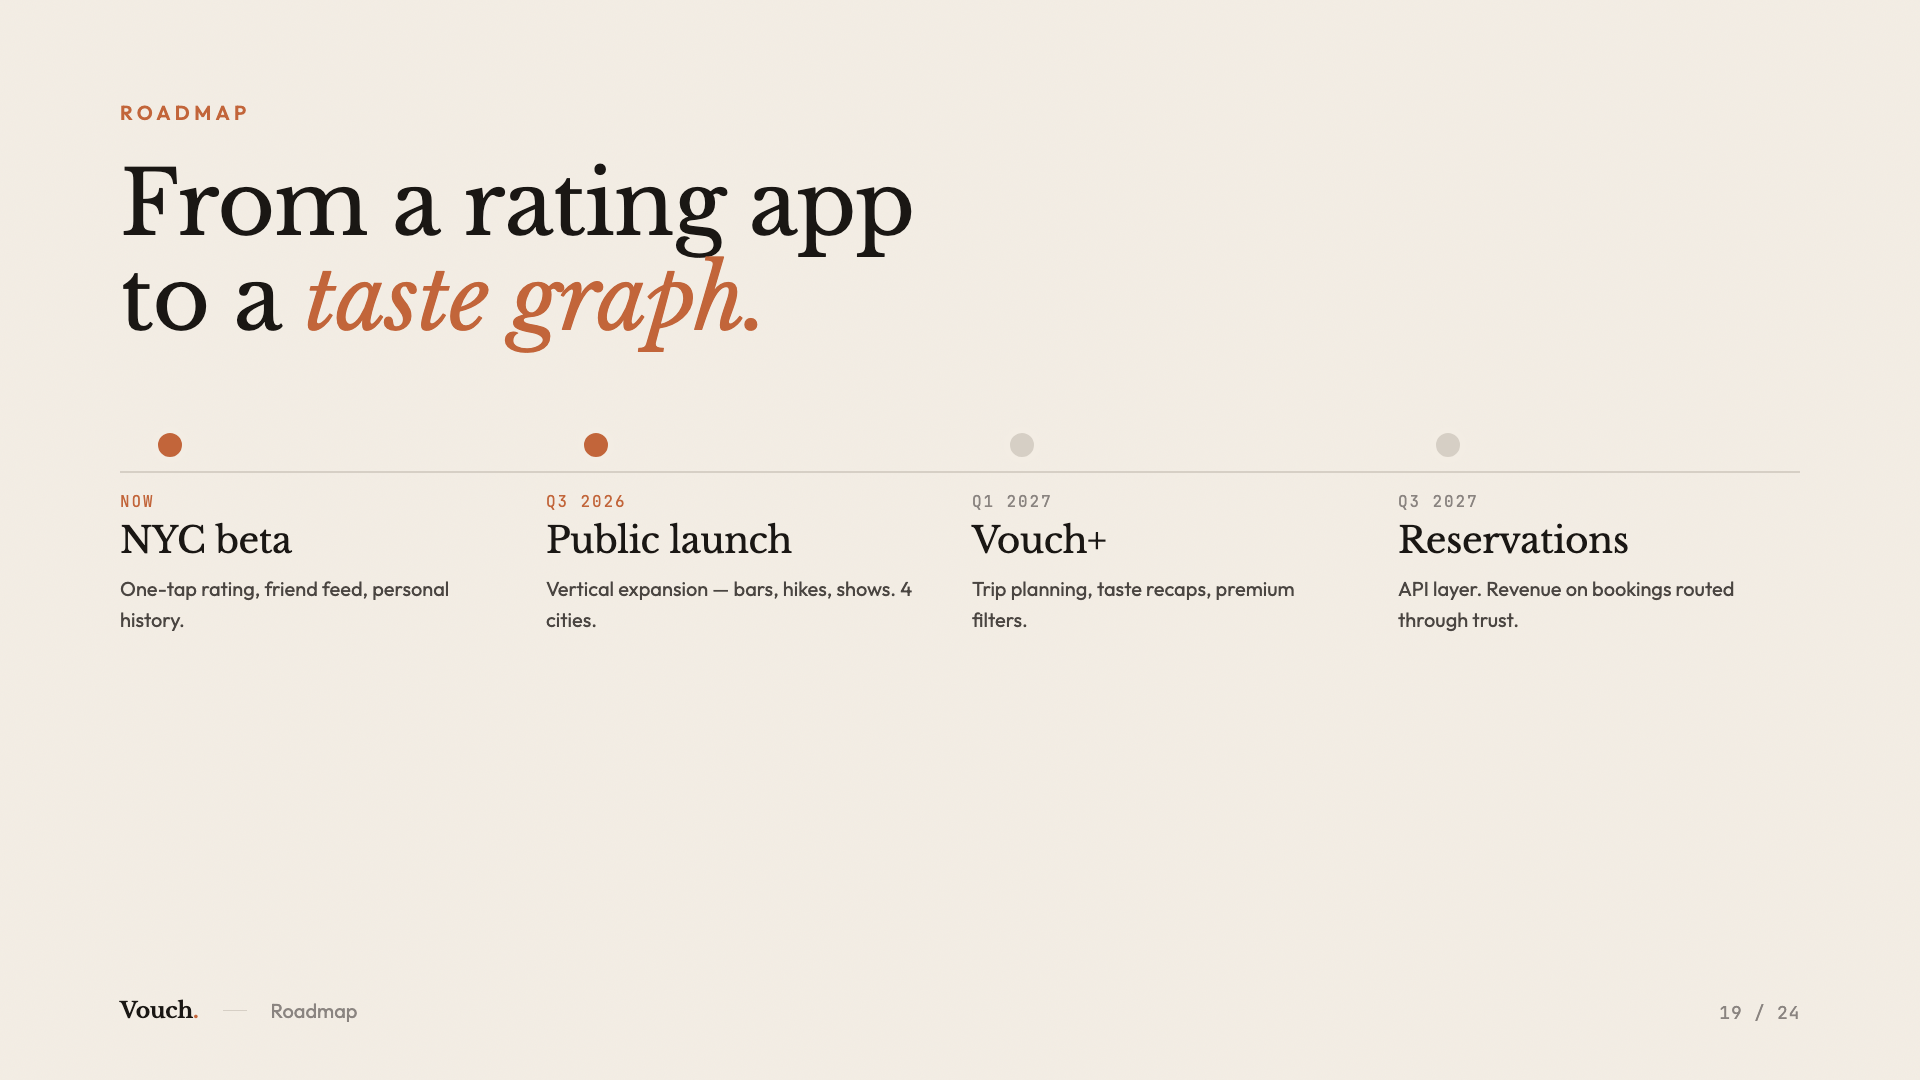 ROADMAP
From a rating app
to a taste graph.
NOW
NYC beta
One-tap rating, friend feed, personal
history.
Q3 2026
Public launch
Vertical expansion — bars, hikes, shows. 4
cities.
Q1 2027
Vouch+
Trip planning, taste recaps, premium
filters.
Q3 2027
Reservations
API layer. Revenue on bookings routed
through trust.
Vouch. — Roadmap
19 / 24